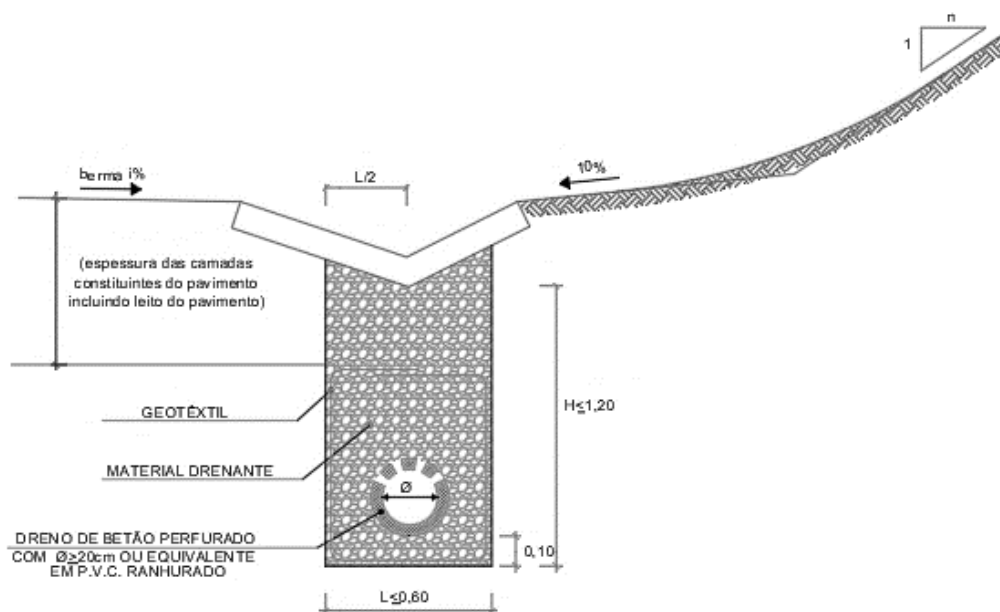 n
1
10%
berma i%
L/2
(espessura das camadas
constituintes do pavimento
incluindo leito do pavimento)
H≤1,20
GEOTÊXTIL
MATERIAL DRENANTE
Ø
DRENO DE BETÃO PERFURADO
COM Ø≥20cm OU EQUIVALENTE
EM P.V.C. RANHURADO
0,10
L≤0,60